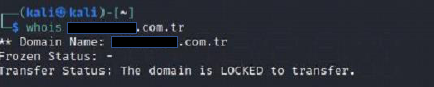 (kali㉿kali)-[~]
$ whois .com.tr
** Domain Name: .com.tr
Frozen Status: -
Transfer Status: The domain is LOCKED to transfer.